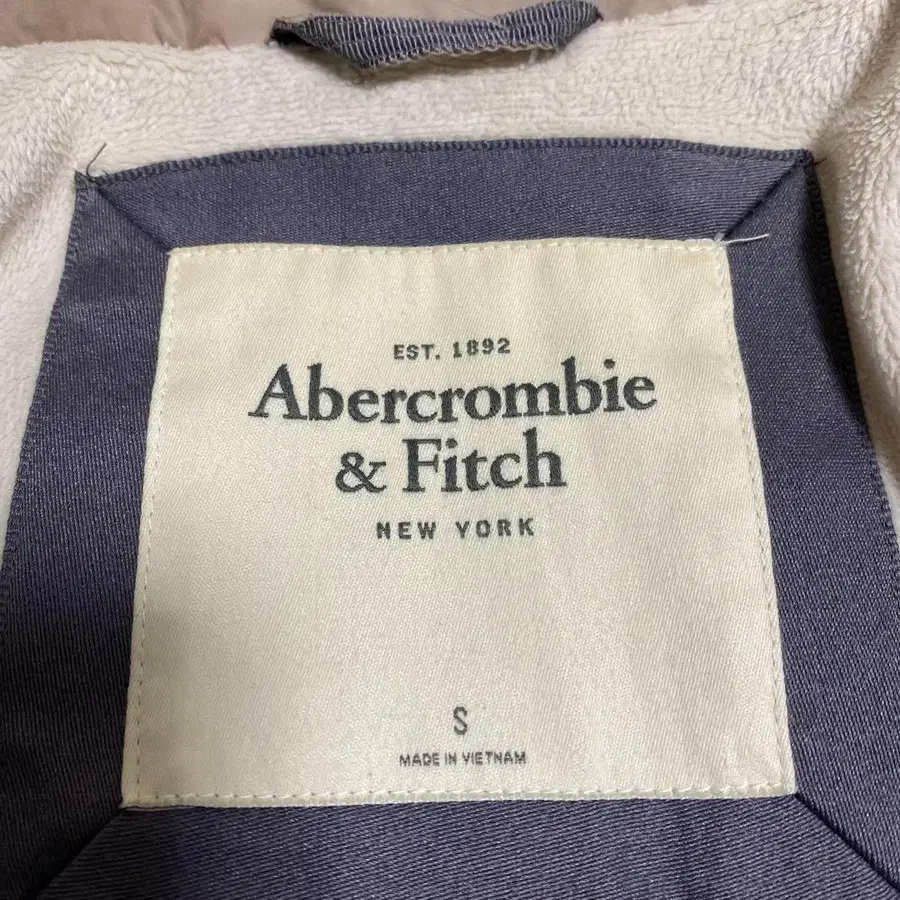 EST. 1892
Abercrombie
& Fitch
NEW YORK
S
MADE IN VIETNAM